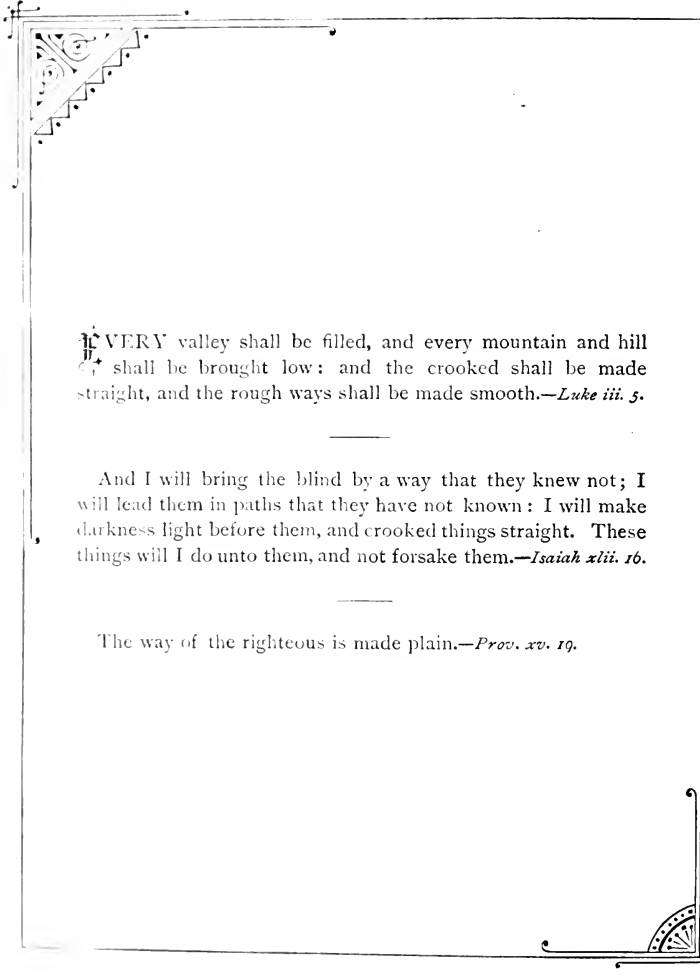 EVERY valley shall be filled, and every mountain and hill
shall be brought low: and the crooked shall be made
straight, and the rough ways shall be made smooth.—Luke iii. 5.
And I will bring the blind by a way that they knew not; I
will lead them in paths that they have not known: I will make
darkness light before them, and crooked things straight. These
things will I do unto them, and not forsake them.—Isaiah xlii. 16.
The way of the righteous is made plain.—Prov. xv. 19.